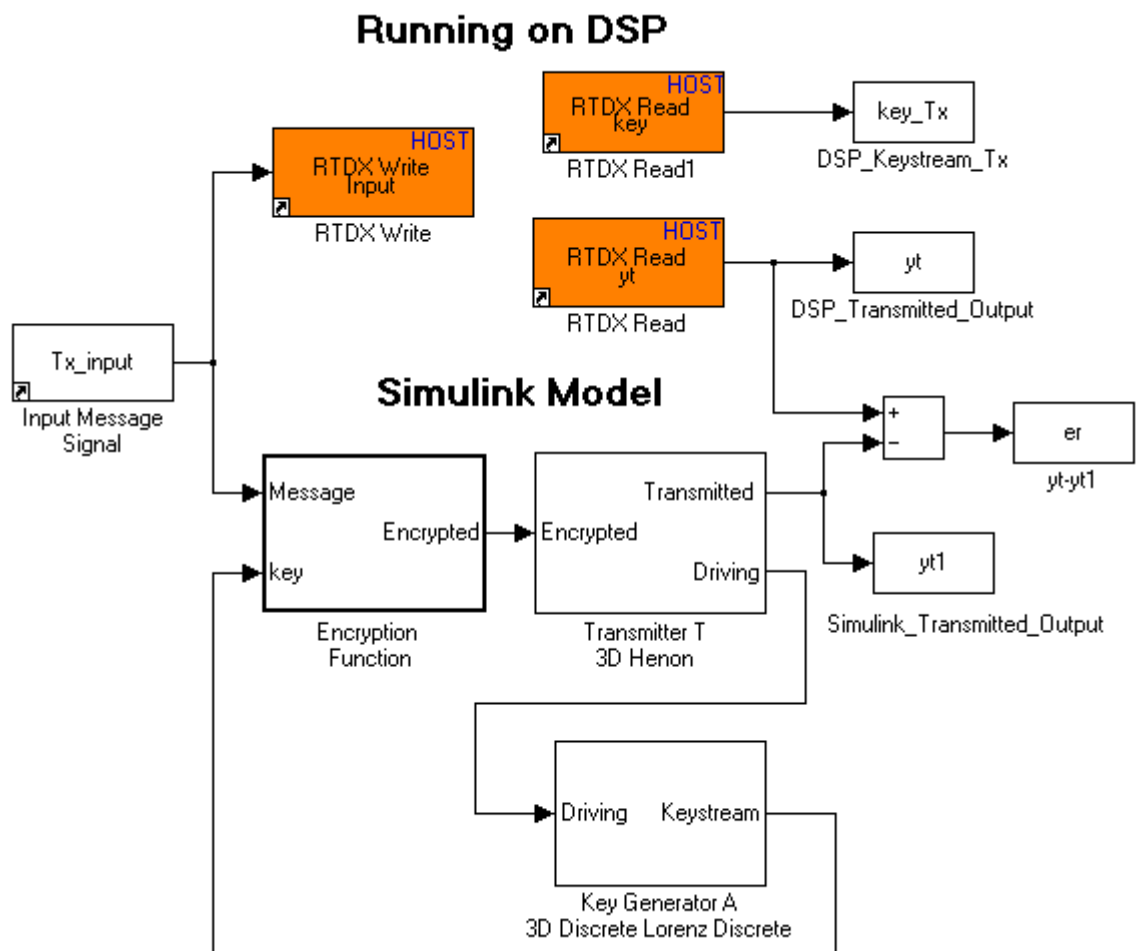 Running on DSP
HOST
RTDX Read
key
RTDX Read1
key_Tx
DSP_Keystream_Tx
HOST
RTDX Write
Input
RTDX Write
HOST
RTDX Read
yt
RTDX Read
yt
DSP_Transmitted_Output
Tx_input
Input Message
Signal
Simulink Model
+
−
er
yt-yt1
Message
Encrypted
key
Encryption
Function
Transmitted
Encrypted
Driving
Transmitter T
3D Henon
yt1
Simulink_Transmitted_Output
Driving
Keystream
Key Generator A
3D Discrete Lorenz Discrete